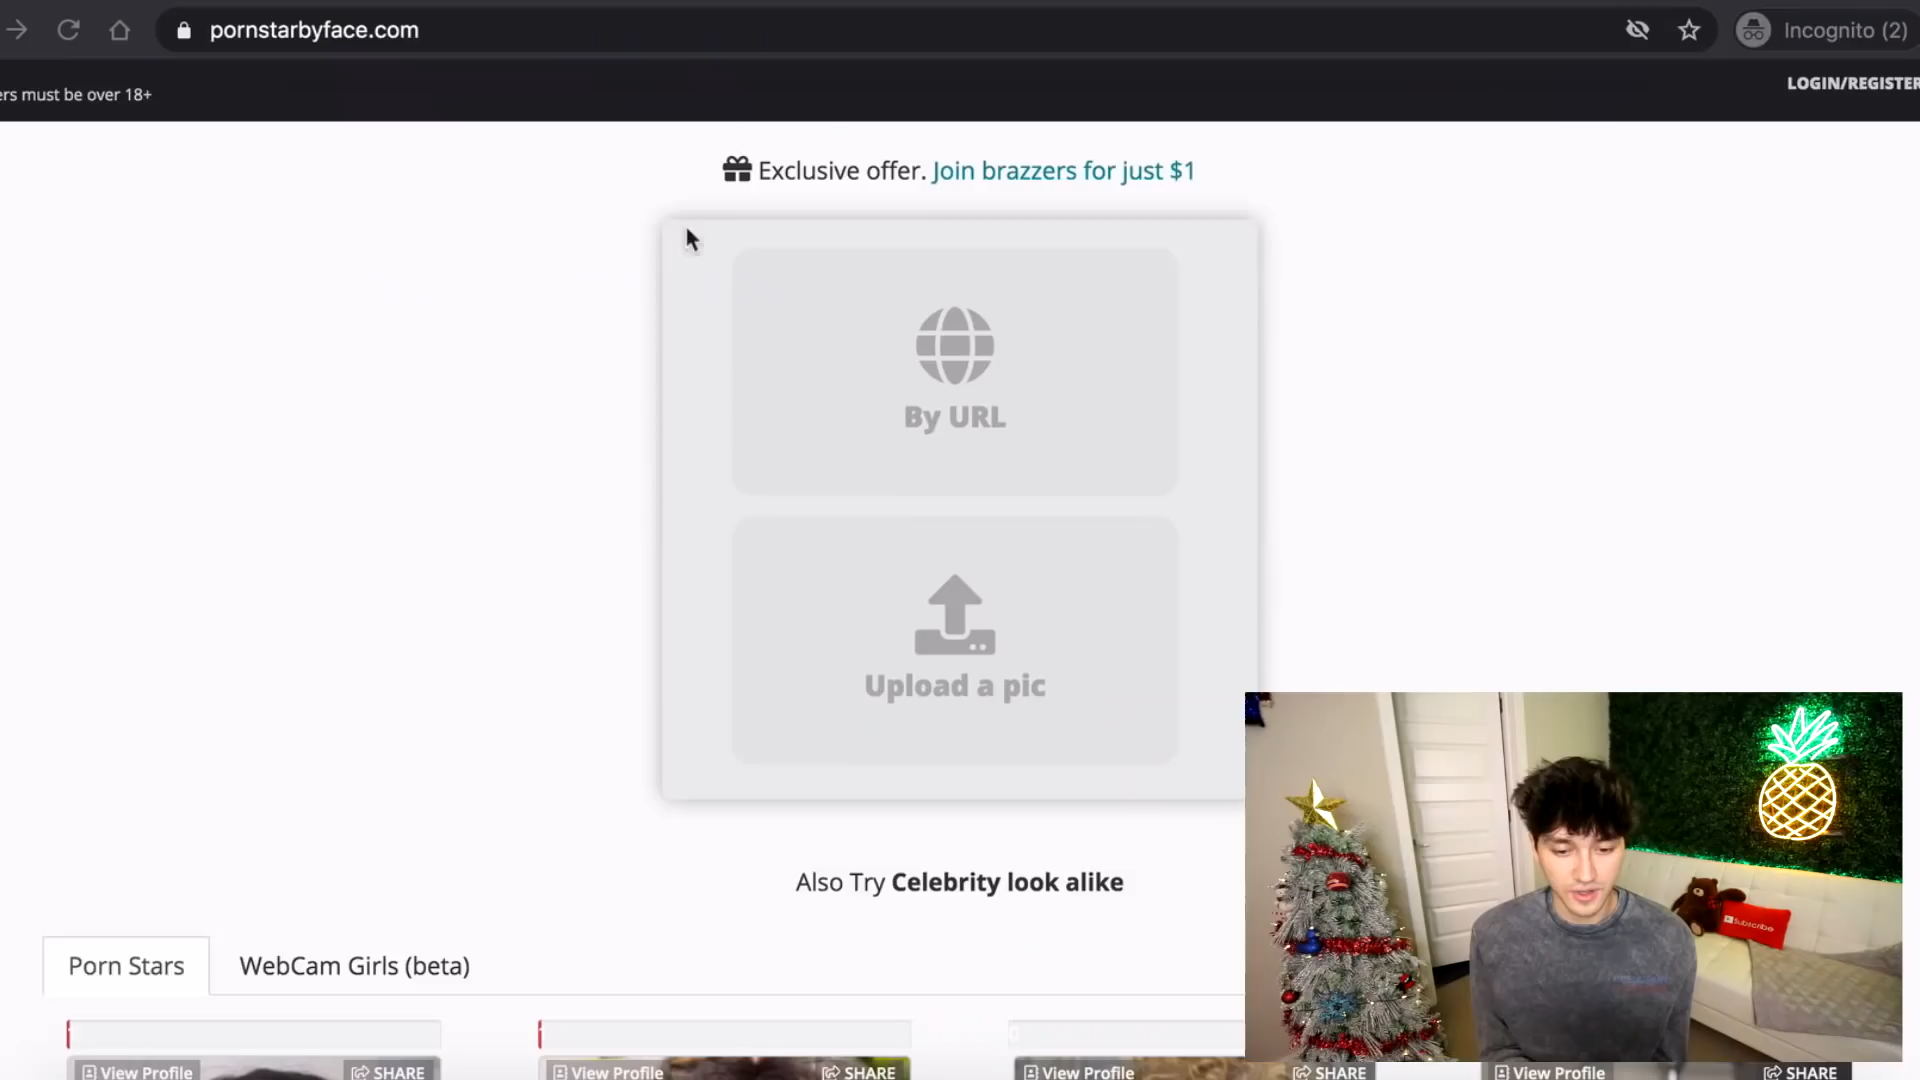 pornstarbyface.com
Incognito (2)
ers must be over 18+
LOGIN/REGISTER
Exclusive offer. Join brazzers for just $1
By URL
Upload a pic
Also Try Celebrity look alike
Porn Stars
WebCam Girls (beta)
View Profile
SHARE
View Profile
SHARE
View Profile
SHARE
View Profile
SHARE
Subscribe